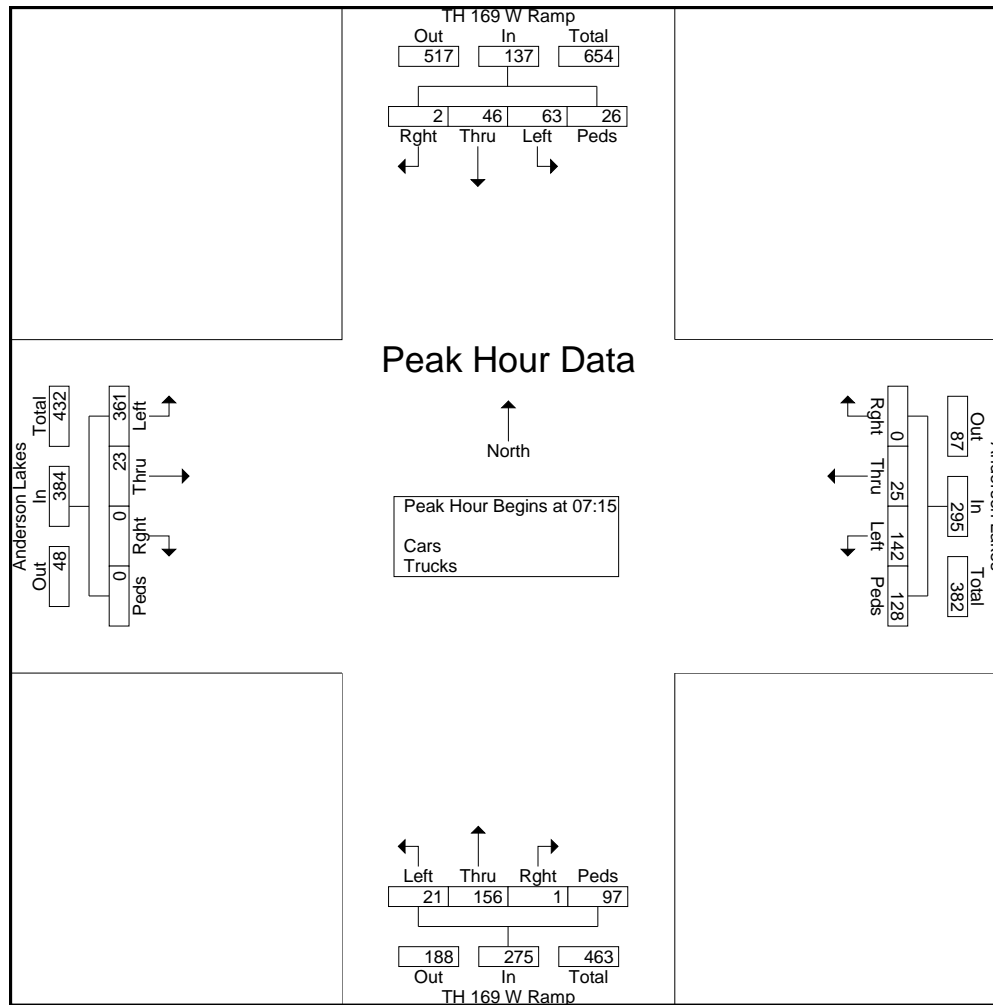 TH 169 W Ramp
Out In Total
517 137 654
2 46 63 26
Rght Thru Left Peds
Peak Hour Data
North
Peak Hour Begins at 07:15
Cars
Trucks
Anderson Lakes
Out In Total
48 384 432
0 0 23 361
Peds Rght Thru Left
Out In Total
87 295 382
Rght Thru Left Peds
0 25 142 128
Left Thru Rght Peds
21 156 1 97
188 275 463
Out In Total
TH 169 W Ramp